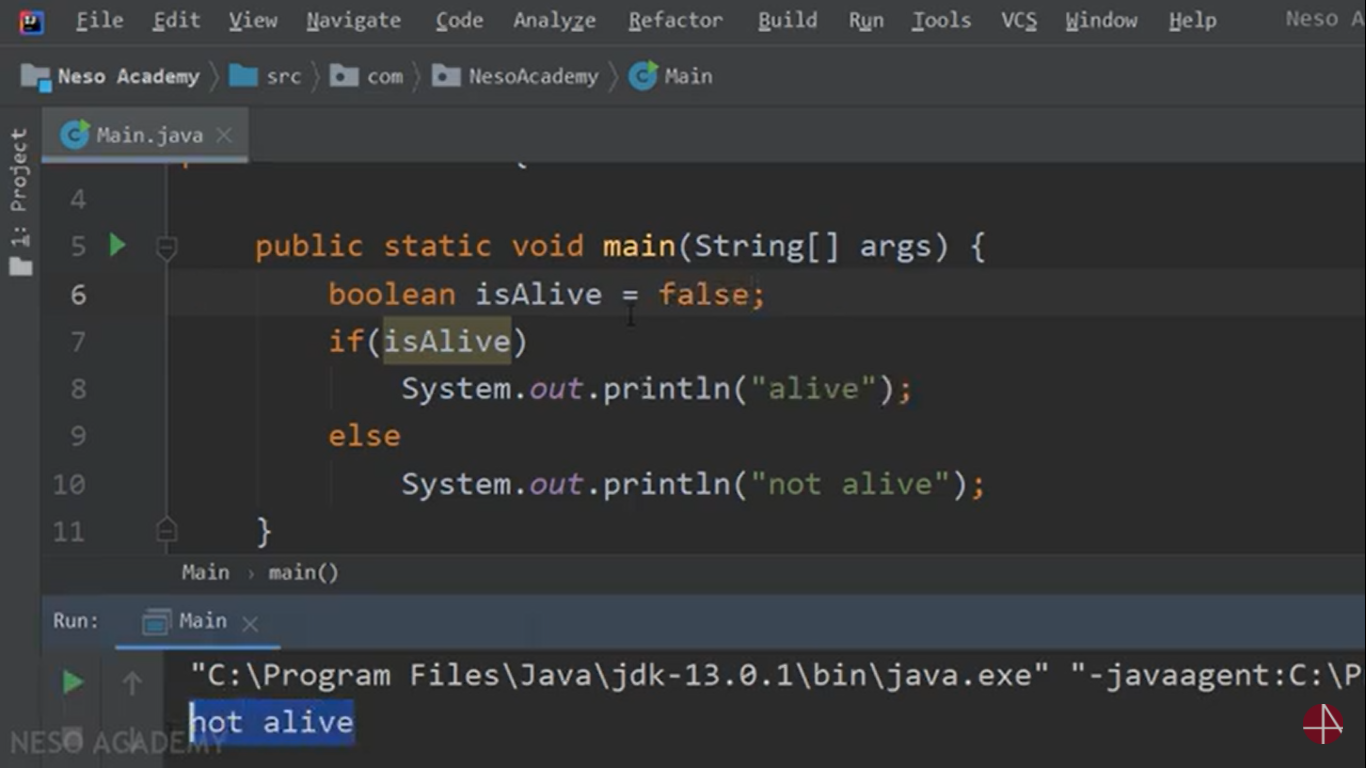 File Edit View Navigate Code Analyze Refactor Build Run Tools VCS Window Help Neso A
Neso Academy src com NesoAcademy Main
Main.java
1: Project
4
5 public static void main(String[] args) {
6 boolean isAlive = false;
7 if(isAlive)
8 System.out.println("alive");
9 else
10 System.out.println("not alive");
11 }
Main › main()
Run: Main
"C:\Program Files\Java\jdk-13.0.1\bin\java.exe" "-javaagent:C:\P
not alive
NESO ACADEMY